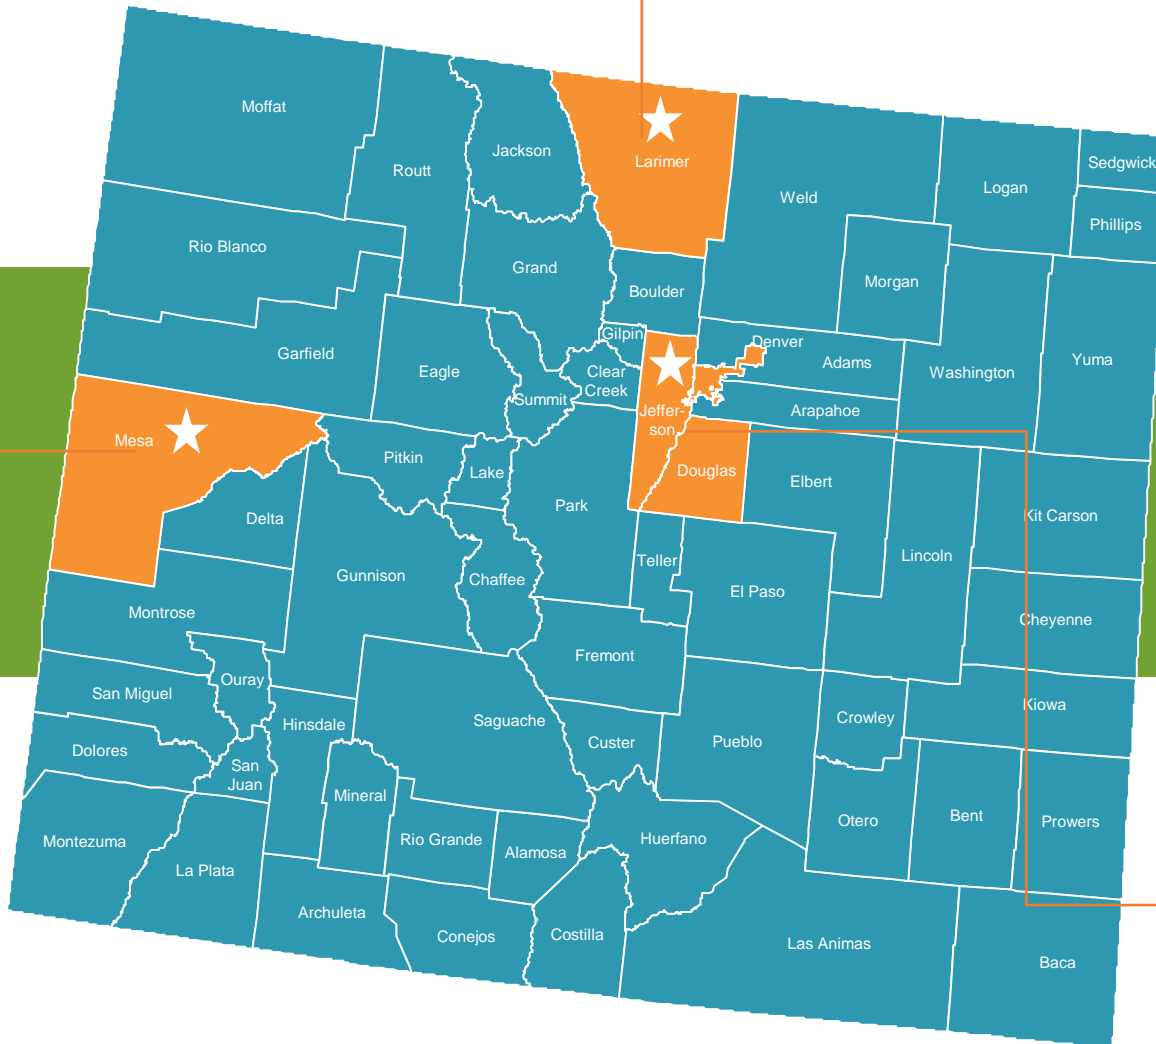 Moffat
Routt
Jackson
Larimer
Weld
Logan
Sedgwick
Phillips
Rio Blanco
Grand
Boulder
Morgan
Garfield
Eagle
Summit
Gilpin
Clear
Creek
Jeffer-
son
Denver
Adams
Arapahoe
Washington
Yuma
Mesa
Pitkin
Lake
Park
Douglas
Elbert
Kit Carson
Delta
Gunnison
Chaffee
Teller
El Paso
Lincoln
Cheyenne
Montrose
Fremont
Kiowa
San Miguel
Ouray
Hinsdale
Saguache
Custer
Pueblo
Crowley
Dolores
San
Juan
Mineral
Rio Grande
Alamosa
Huerfano
Otero
Bent
Prowers
Montezuma
La Plata
Archuleta
Conejos
Costilla
Las Animas
Baca